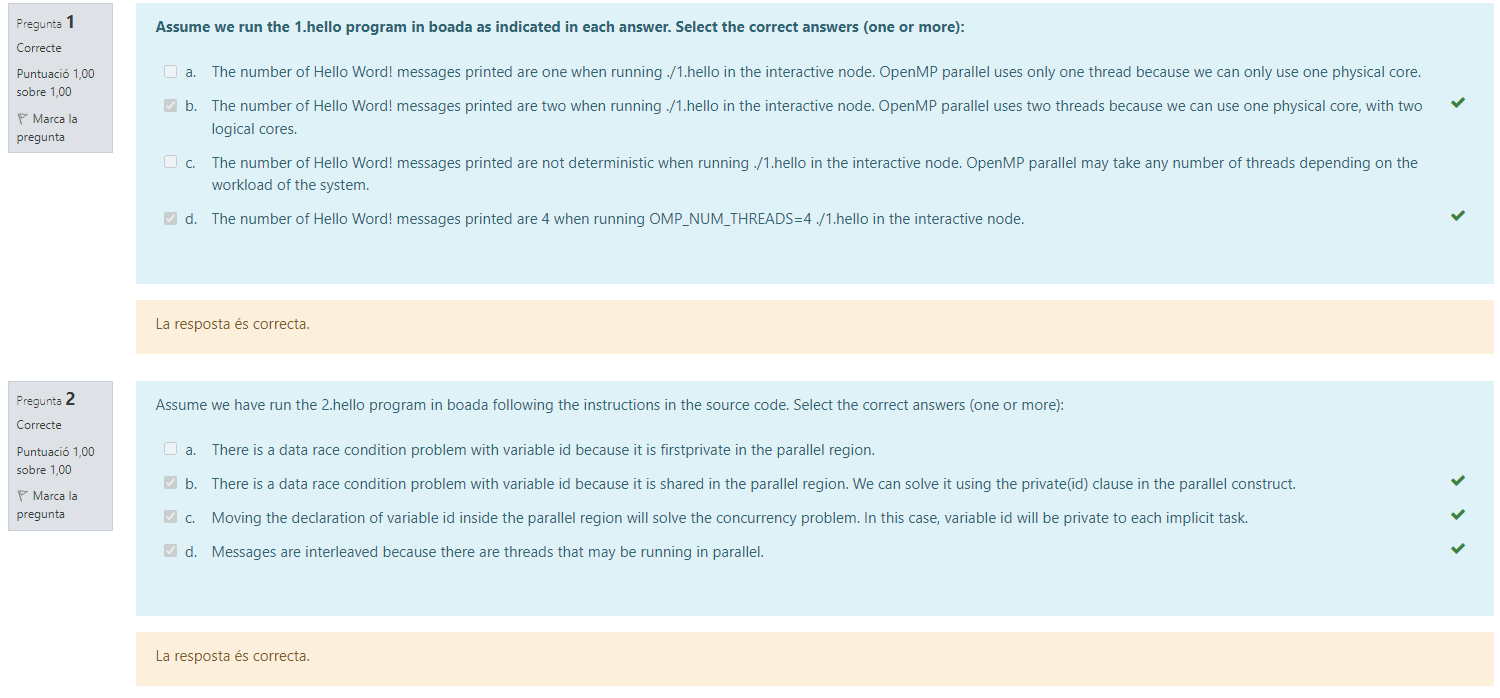 Pregunta 1
Correcte
Puntuació 1,00
sobre 1,00
Marca la
pregunta
Assume we run the 1.hello program in boada as indicated in each answer. Select the correct answers (one or more):
a. The number of Hello Word! messages printed are one when running ./1.hello in the interactive node. OpenMP parallel uses only one thread because we can only use one physical core.
b. The number of Hello Word! messages printed are two when running ./1.hello in the interactive node. OpenMP parallel uses two threads because we can use one physical core, with two
logical cores.
c. The number of Hello Word! messages printed are not deterministic when running ./1.hello in the interactive node. OpenMP parallel may take any number of threads depending on the
workload of the system.
d. The number of Hello Word! messages printed are 4 when running OMP_NUM_THREADS=4 ./1.hello in the interactive node.
La resposta és correcta.
Pregunta 2
Correcte
Puntuació 1,00
sobre 1,00
Marca la
pregunta
Assume we have run the 2.hello program in boada following the instructions in the source code. Select the correct answers (one or more):
a. There is a data race condition problem with variable id because it is firstprivate in the parallel region.
b. There is a data race condition problem with variable id because it is shared in the parallel region. We can solve it using the private(id) clause in the parallel construct.
c. Moving the declaration of variable id inside the parallel region will solve the concurrency problem. In this case, variable id will be private to each implicit task.
d. Messages are interleaved because there are threads that may be running in parallel.
La resposta és correcta.